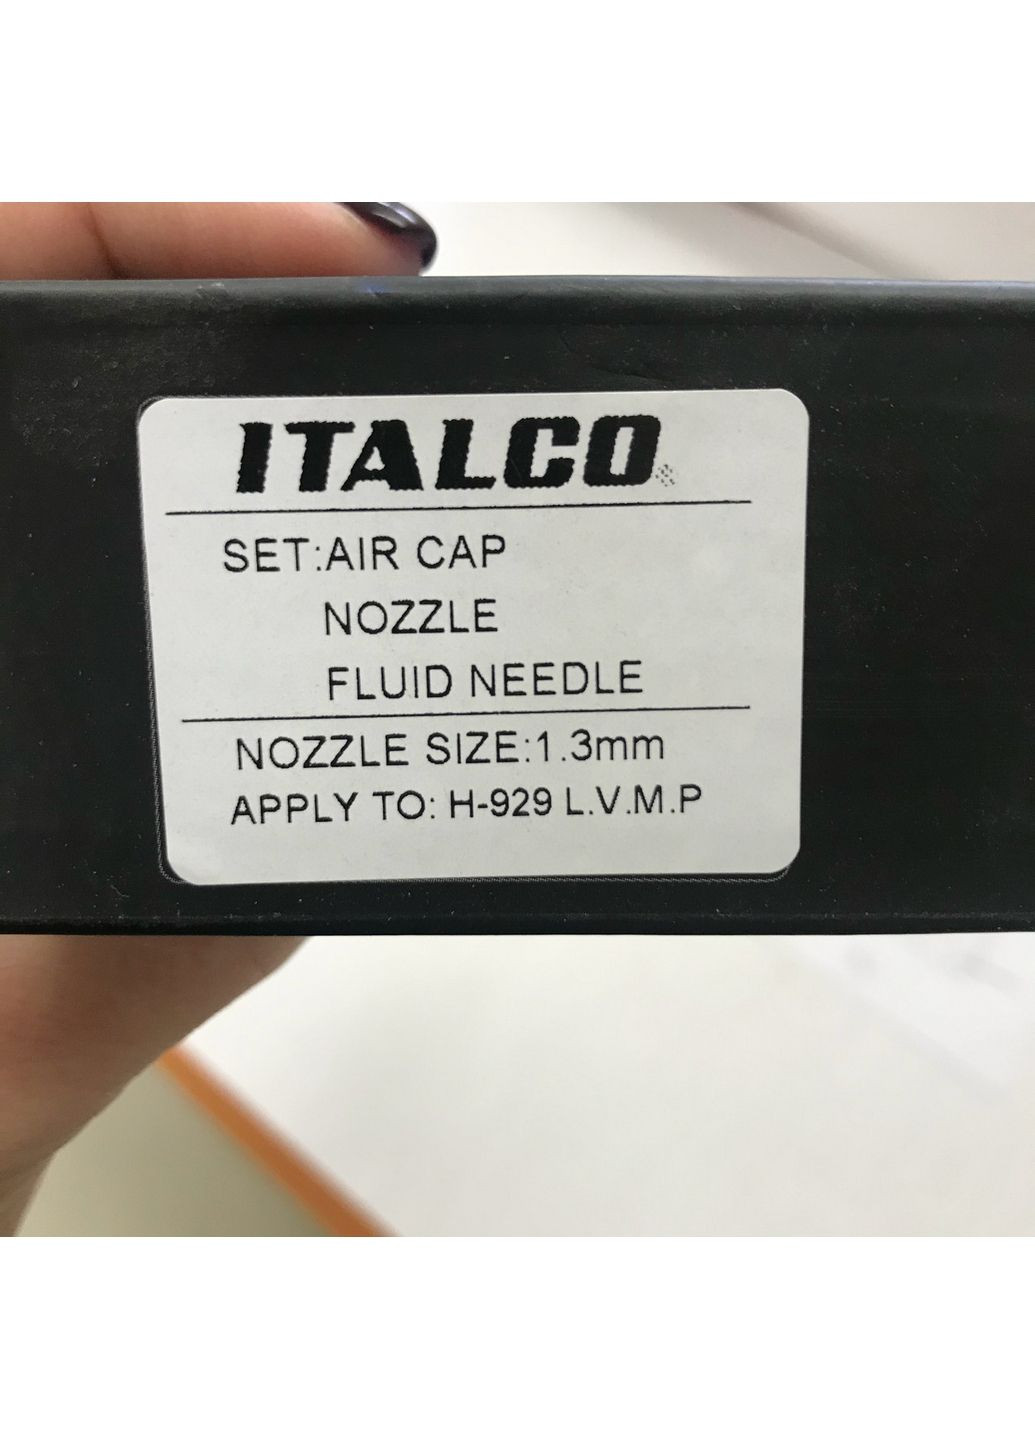 ITALCO®
SET:AIR CAP
NOZZLE
FLUID NEEDLE
NOZZLE SIZE:1.3mm
APPLY TO: H-929 L.V.M.P